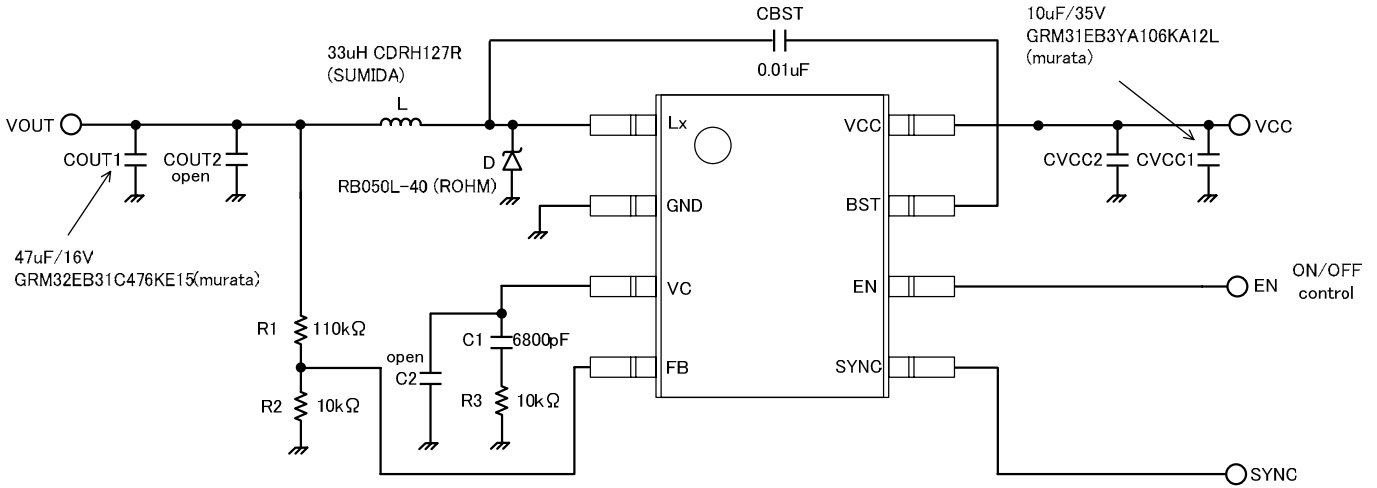 CBST
0.01uF
10uF/35V
GRM31EB3YA106KA12L
(murata)
33uH CDRH127R
(SUMIDA)
L
VOUT
COUT1
COUT2
open
D
RB050L-40 (ROHM)
47uF/16V
GRM32EB31C476KE15(murata)
Lx
GND
VC
FB
VCC
BST
EN
SYNC
CVCC2
CVCC1
VCC
EN
ON/OFF
control
SYNC
R1
110kΩ
R2
10kΩ
open
C2
C1
6800pF
R3
10kΩ